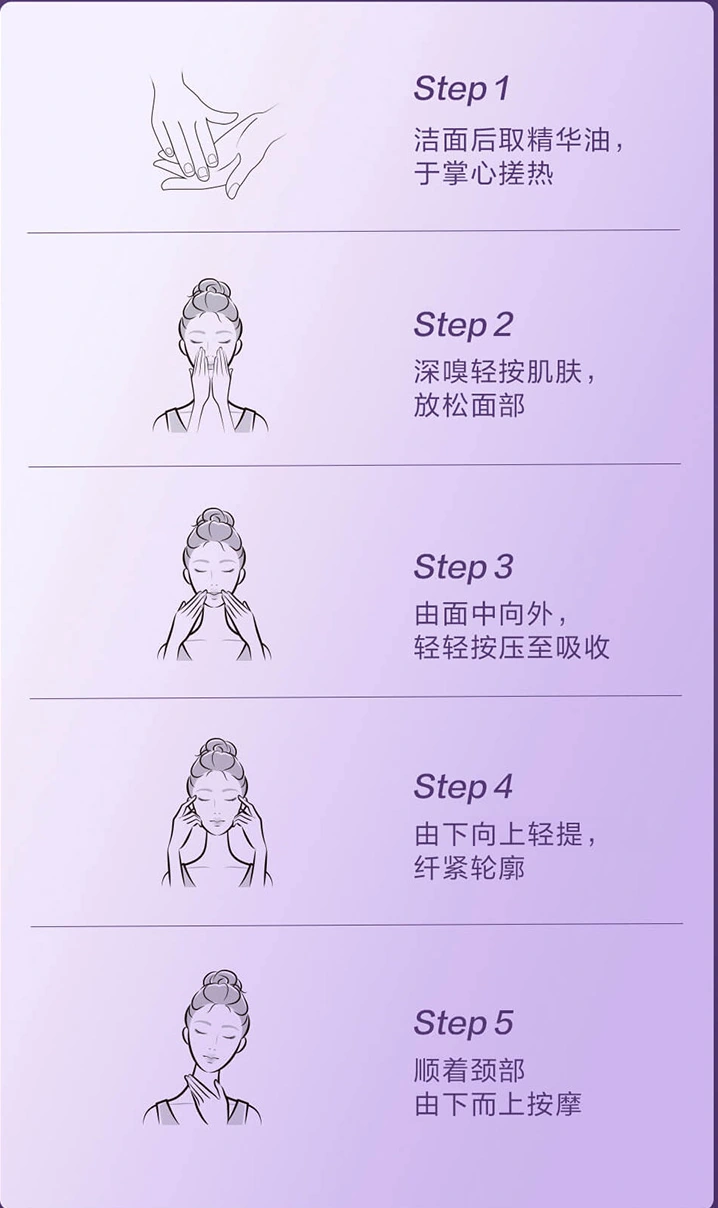 Step 1
洁面后取精华油，
于掌心搓热
Step 2
深嗅轻按肌肤，
放松面部
Step 3
由面中向外，
轻轻按压至吸收
Step 4
由下向上轻提，
纤紧轮廓
Step 5
顺着颈部
由下而上按摩